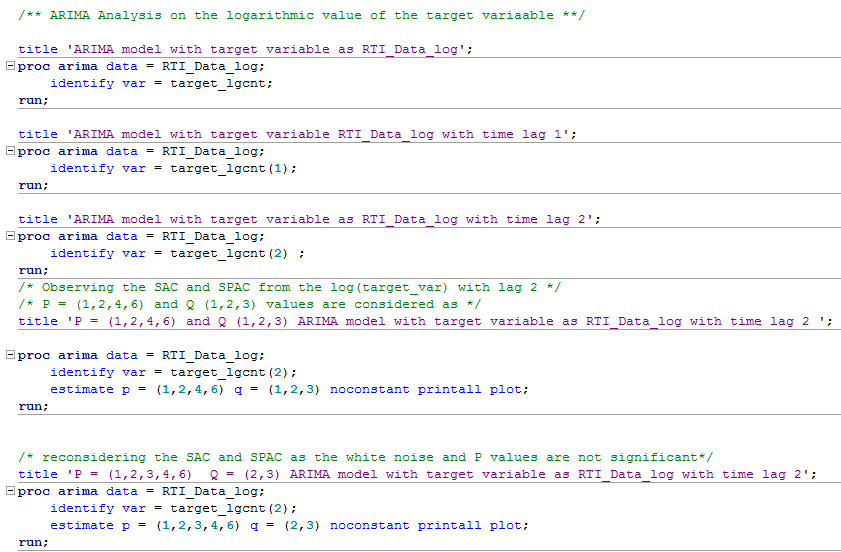 /** ARIMA Analysis on the logarithmic value of the target variaable **/
title 'ARIMA model with target variable as RTI_Data_log';
proc arima data = RTI_Data_log;
identify var = target_lgcnt;
run;
title 'ARIMA model with target variable RTI_Data_log with time lag 1';
proc arima data = RTI_Data_log;
identify var = target_lgcnt(1);
run;
title 'ARIMA model with target variable as RTI_Data_log with time lag 2';
proc arima data = RTI_Data_log;
identify var = target_lgcnt(2) ;
run;
/* Observing the SAC and SPAC from the log(target_var) with lag 2 */
/* P = (1,2,4,6) and Q (1,2,3) values are considered as */
title 'P = (1,2,4,6) and Q (1,2,3) ARIMA model with target variable as RTI_Data_log with time lag 2 ';
proc arima data = RTI_Data_log;
identify var = target_lgcnt(2);
estimate p = (1,2,4,6) q = (1,2,3) noconstant printall plot;
run;
/* reconsidering the SAC and SPAC as the white noise and P values are not significant*/
title 'P = (1,2,3,4,6)  Q = (2,3) ARIMA model with target variable as RTI_Data_log with time lag 2';
proc arima data = RTI_Data_log;
identify var = target_lgcnt(2);
estimate p = (1,2,3,4,6) q = (2,3) noconstant printall plot;
run;